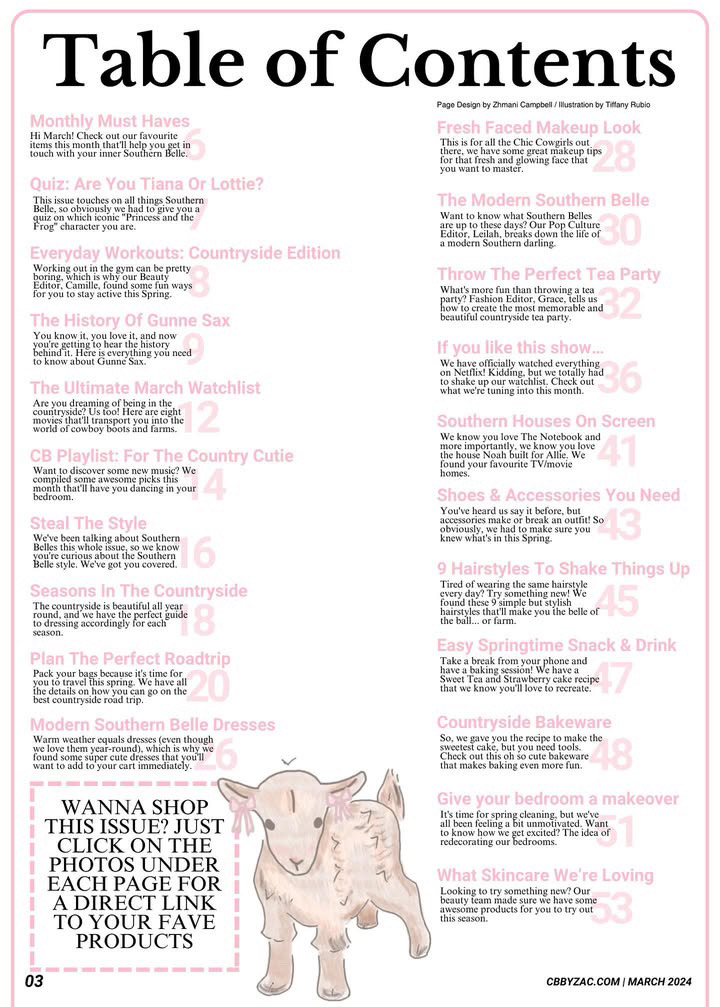 Table of Contents
Page Design by Zhmani Campbell / Illustration by Tiffany Rubio
Monthly Must Haves
6
Hi March! Check out our favourite
items this month that'll help you get in
touch with your inner Southern Belle.
Quiz: Are You Tiana Or Lottie?
7
This issue touches on all things Southern
Belle, so obviously we had to give you a
quiz on which iconic "Princess and the
Frog" character you are.
Everyday Workouts: Countryside Edition
8
Working out in the gym can be pretty
boring, which is why our Beauty
Editor, Camille, found some fun ways
for you to stay active this Spring.
The History Of Gunne Sax
9
You know it, you love it, and now
you're getting to hear the history
behind it. Here is everything you need
to know about Gunne Sax.
The Ultimate March Watchlist
12
Are you dreaming of being in the
countryside? Us too! Here are eight
movies that'll transport you into the
world of cowboy boots and farms.
CB Playlist: For The Country Cutie
14
Want to discover some new music? We
compiled some awesome picks this
month that'll have you dancing in your
bedroom.
Steal The Style
16
We've been talking about Southern
Belles this whole issue, so we know
you're curious about the Southern
Belle style. We've got you covered.
Seasons In The Countryside
18
The countryside is beautiful all year
round, and we have the perfect guide
to dressing accordingly for each
season.
Plan The Perfect Roadtrip
20
Pack your bags because it's time for
you to travel this spring. We have all
the details on how you can go on the
best countryside road trip.
Modern Southern Belle Dresses
26
Warm weather equals dresses (even though
we love them year-round), which is why we
found some super cute dresses that you'll
want to add to your cart immediately.
WANNA SHOP
THIS ISSUE? JUST
CLICK ON THE
PHOTOS UNDER
EACH PAGE FOR
A DIRECT LINK
TO YOUR FAVE
PRODUCTS
Fresh Faced Makeup Look
28
This is for all the Chic Cowgirls out
there, we have some great makeup tips
for that fresh and glowing face that
you want to master.
The Modern Southern Belle
30
Want to know what Southern Belles
are up to these days? Our Pop Culture
Editor, Leilah, breaks down the life of
a modern Southern darling.
Throw The Perfect Tea Party
32
What's more fun than throwing a tea
party? Fashion Editor, Grace, tells us
how to create the most memorable and
beautiful countryside tea party.
If you like this show...
36
We have officially watched everything
on Netflix! Kidding, but we totally had
to shake up our watchlist. Check out
what we're tuning into this month.
Southern Houses On Screen
41
We know you love The Notebook and
more importantly, we know you love
the house Noah built for Allie. We
found your favourite TV/movie
homes.
Shoes & Accessories You Need
43
You've heard us say it before, but
accessories make or break an outfit! So
obviously, we had to make sure you
knew what's in this Spring.
9 Hairstyles To Shake Things Up
45
Tired of wearing the same hairstyle
every day? Try something new! We
found these 9 simple but stylish
hairstyles that'll make you the belle of
the ball... or farm.
Easy Springtime Snack & Drink
47
Take a break from your phone and
have a baking session! We have a
Sweet Tea and Strawberry cake recipe
that we know you'll love to recreate.
Countryside Bakeware
48
So, we gave you the recipe to make the
sweetest cake, but you need tools.
Check out this oh so cute bakeware
that makes baking even more fun.
Give your bedroom a makeover
51
It's time for spring cleaning, but we've
all been feeling a bit unmotivated. Want
to know how we get excited? The idea of
redecorating our bedrooms.
What Skincare We're Loving
53
Looking to try something new? Our
beauty team made sure we have some
awesome products for you to try out
this season.
03
CBBYZAC.COM | MARCH 2024